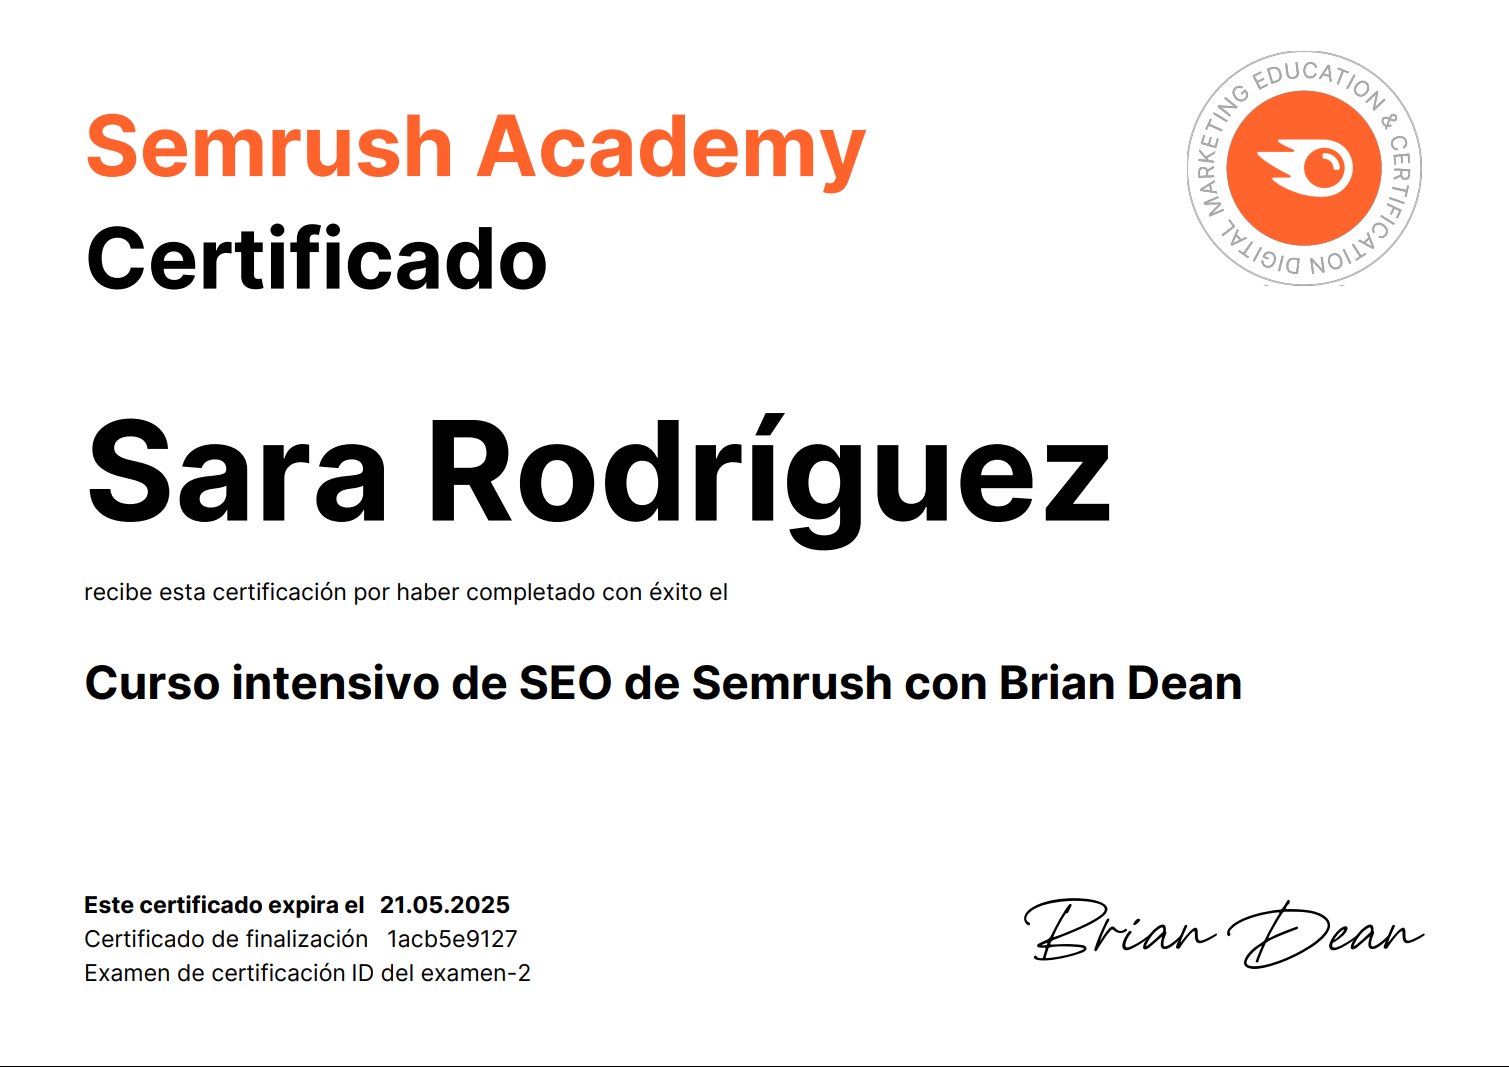 Semrush Academy
Certificado
DIGITAL MARKETING EDUCATION & CERTIFICATION
Sara Rodríguez
recibe esta certificación por haber completado con éxito el
Curso intensivo de SEO de Semrush con Brian Dean
Este certificado expira el 21.05.2025
Certificado de finalización 1acb5e9127
Examen de certificación ID del examen-2
Brian Dean